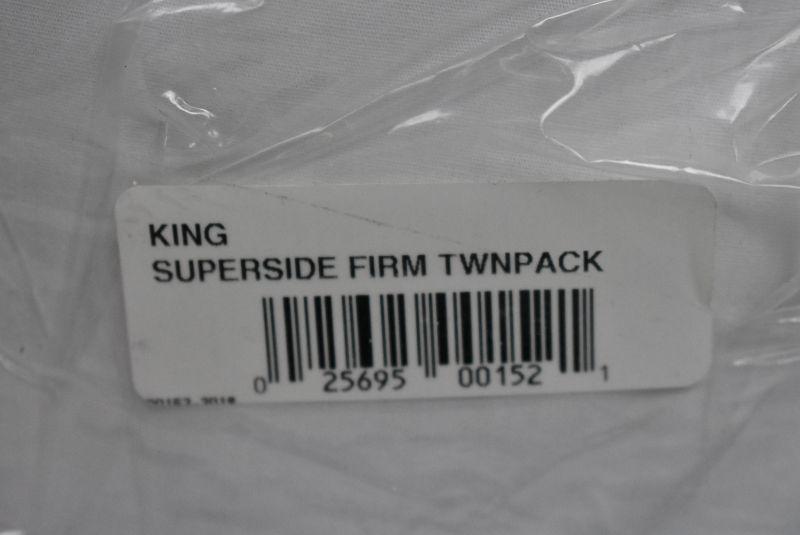 KING
SUPERSIDE FIRM TWNPACK
0 25695 00152 1